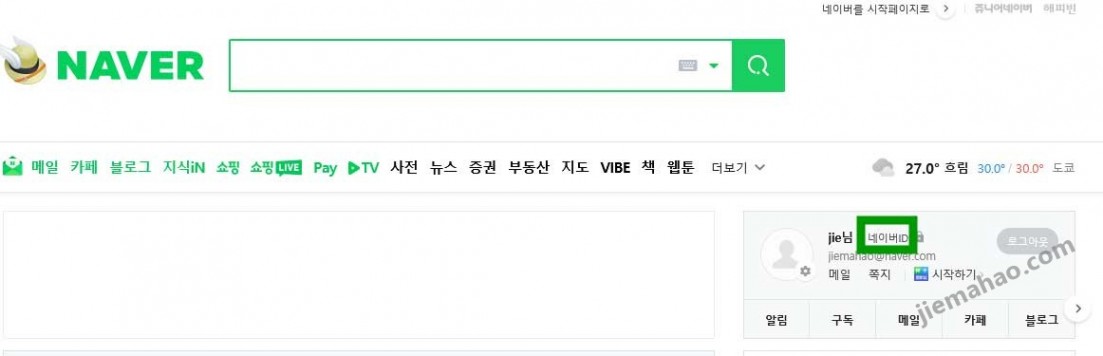 네이버를 시작페이지로 쥬니어네이버 해피빈
NAVER
메일 카페 블로그 지식iN 쇼핑 쇼핑LIVE Pay TV 사전 뉴스 증권 부동산 지도 VIBE 책 웹툰 더보기 27.0° 흐림 30.0° / 30.0° 도쿄
jie님 네이버ID 로그아웃
jiemahao@naver.com
메일 쪽지 시작하기
알림 구독 메일 카페 블로그
jiemahao.com